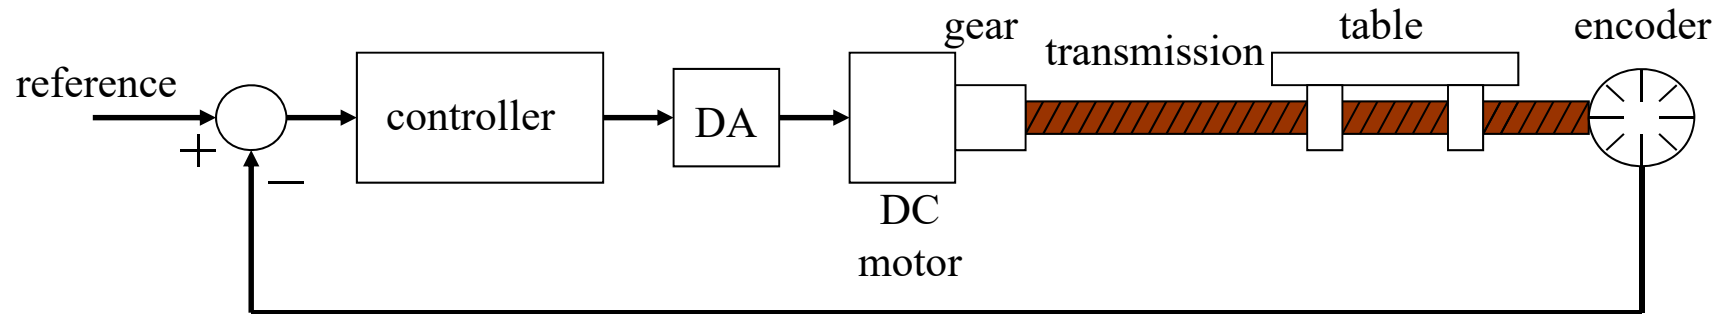 reference
+
−
controller
DA
DC
motor
gear
transmission
table
encoder